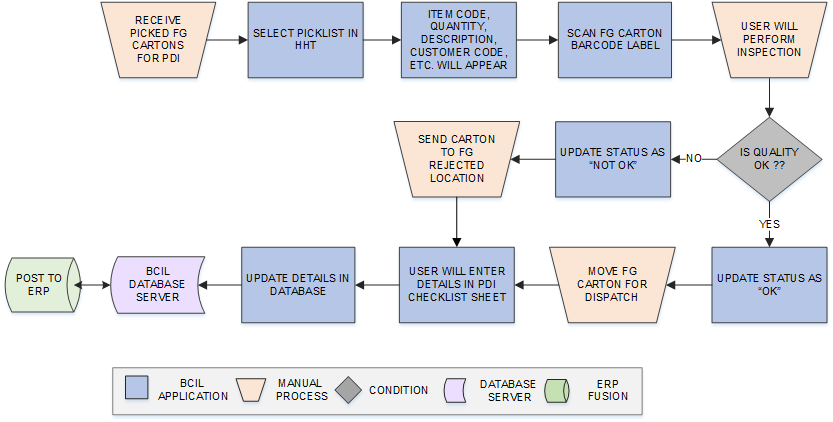 RECEIVE
PICKED FG
CARTONS
FOR PDI
SELECT PICKLIST IN
HHT
ITEM CODE,
QUANTITY,
DESCRIPTION,
CUSTOMER CODE,
ETC. WILL APPEAR
SCAN FG CARTON
BARCODE LABEL
USER WILL
PERFORM
INSPECTION
IS QUALITY
OK ??
NO
UPDATE STATUS AS
“NOT OK”
SEND CARTON
TO FG
REJECTED
LOCATION
YES
UPDATE STATUS AS
“OK”
MOVE FG
CARTON FOR
DISPATCH
USER WILL ENTER
DETAILS IN PDI
CHECKLIST SHEET
UPDATE DETAILS IN
DATABASE
BCIL
DATABASE
SERVER
POST TO
ERP
BCIL
APPLICATION
MANUAL
PROCESS
CONDITION
DATABASE
SERVER
ERP
FUSION